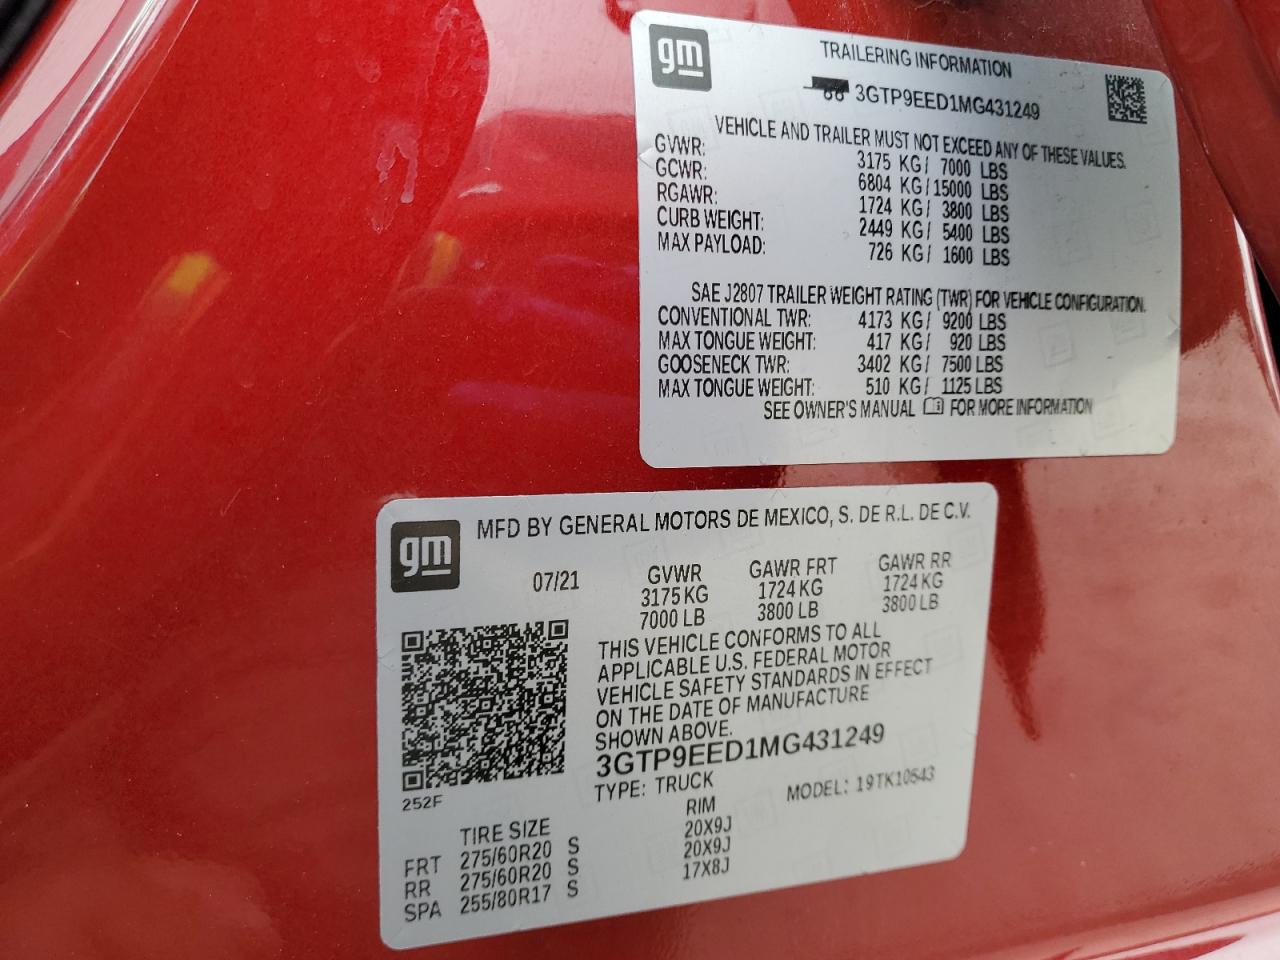 gm
TRAILERING INFORMATION
3GTP9EED1MG431249
VEHICLE AND TRAILER MUST NOT EXCEED ANY OF THESE VALUES.
GVWR: 3175 KG/ 7000 LBS
GCWR: 6804 KG/ 15000 LBS
RGAWR: 1724 KG/ 3800 LBS
CURB WEIGHT: 2449 KG/ 5400 LBS
MAX PAYLOAD: 726 KG/ 1600 LBS
SAE J2807 TRAILER WEIGHT RATING (TWR) FOR VEHICLE CONFIGURATION.
CONVENTIONAL TWR: 4173 KG/ 9200 LBS
MAX TONGUE WEIGHT: 417 KG/ 920 LBS
GOOSENECK TWR: 3402 KG/ 7500 LBS
MAX TONGUE WEIGHT: 510 KG/ 1125 LBS
SEE OWNER'S MANUAL FOR MORE INFORMATION
gm
MFD BY GENERAL MOTORS DE MEXICO, S. DE R.L. DE C.V.
07/21 GVWR GAWR FRT GAWR RR
3175 KG 1724 KG 1724 KG
7000 LB 3800 LB 3800 LB
THIS VEHICLE CONFORMS TO ALL
APPLICABLE U.S. FEDERAL MOTOR
VEHICLE SAFETY STANDARDS IN EFFECT
ON THE DATE OF MANUFACTURE
SHOWN ABOVE.
3GTP9EED1MG431249
252F
TYPE: TRUCK MODEL: 19TK10543
TIRE SIZE RIM
FRT 275/60R20 S 20X9J
RR 275/60R20 S 20X9J
SPA 255/80R17 S 17X8J